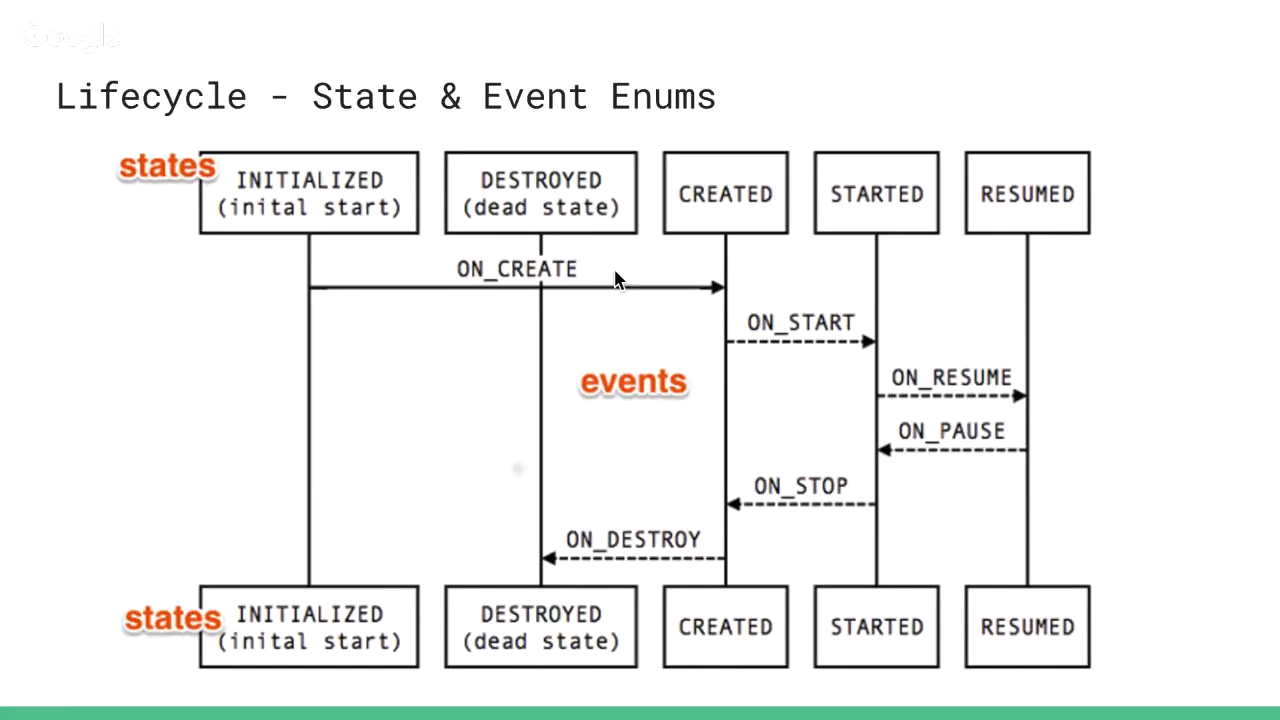 Google
Lifecycle - State & Event Enums
states
INITIALIZED
(inital start)
DESTROYED
(dead state)
CREATED
STARTED
RESUMED
ON_CREATE
ON_START
events
ON_RESUME
ON_PAUSE
ON_STOP
ON_DESTROY
states
INITIALIZED
(inital start)
DESTROYED
(dead state)
CREATED
STARTED
RESUMED